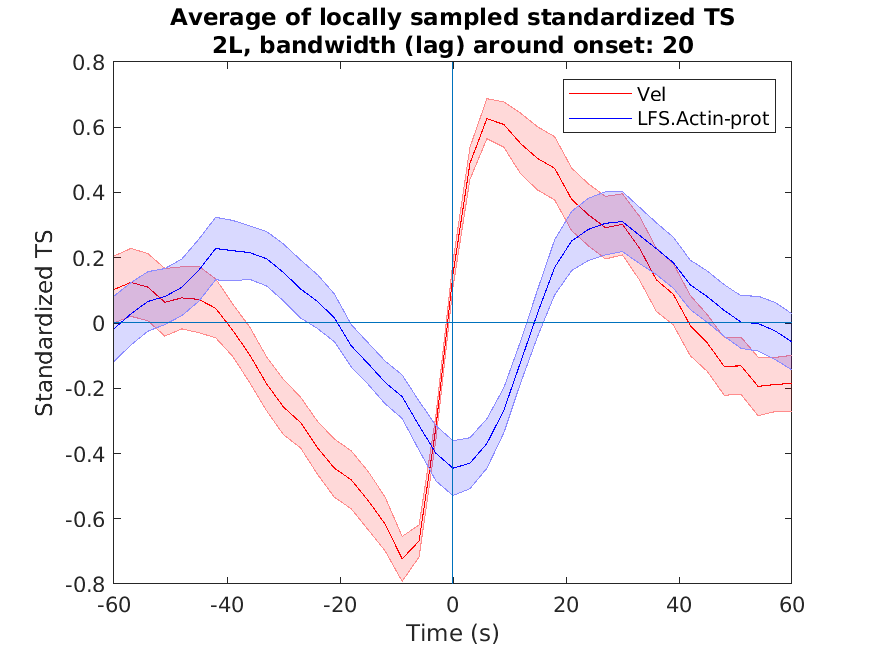 Average of locally sampled standardized TS
2L, bandwidth (lag) around onset: 20
Vel
LFS.Actin-prot
Standardized TS
0.8
0.6
0.4
0.2
0
-0.2
-0.4
-0.6
-0.8
-60
-40
-20
0
20
40
60
Time (s)